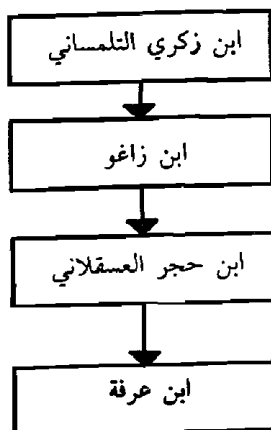 ابن زكري التلمساني
ابن زاغو
ابن حجر العسقلاني
ابن عرفة